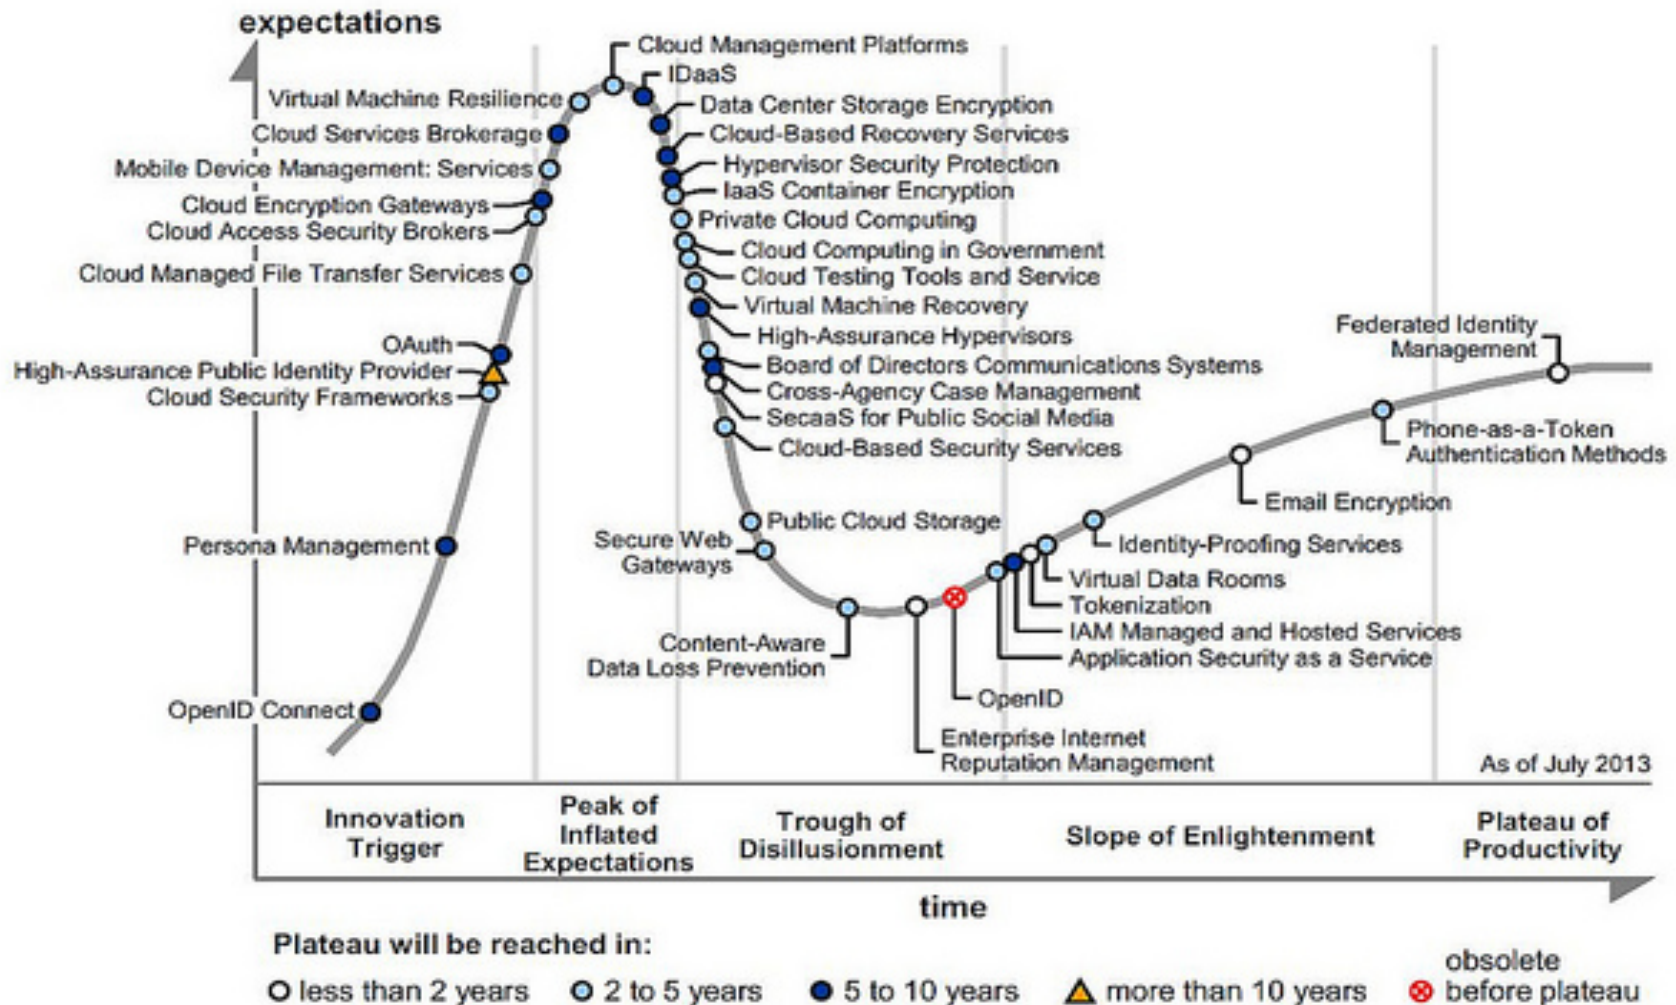 expectations
Cloud Management Platforms
IDaaS
Virtual Machine Resilience
Data Center Storage Encryption
Cloud Services Brokerage
Cloud-Based Recovery Services
Mobile Device Management: Services
Hypervisor Security Protection
IaaS Container Encryption
Cloud Encryption Gateways
Private Cloud Computing
Cloud Access Security Brokers
Cloud Computing in Government
Cloud Managed File Transfer Services
Cloud Testing Tools and Service
Virtual Machine Recovery
High-Assurance Hypervisors
OAuth
Board of Directors Communications Systems
High-Assurance Public Identity Provider
Cross-Agency Case Management
Cloud Security Frameworks
SecaaS for Public Social Media
Cloud-Based Security Services
Federated Identity
Management
Phone-as-a-Token
Authentication Methods
Email Encryption
Public Cloud Storage
Persona Management
Secure Web
Gateways
Identity-Proofing Services
Virtual Data Rooms
Tokenization
IAM Managed and Hosted Services
Application Security as a Service
Content-Aware
Data Loss Prevention
OpenID
OpenID Connect
Enterprise Internet
Reputation Management
As of July 2013
Innovation
Trigger
Peak of
Inflated
Expectations
Trough of
Disillusionment
Slope of Enlightenment
Plateau of
Productivity
time
Plateau will be reached in:
less than 2 years
2 to 5 years
5 to 10 years
more than 10 years
obsolete
before plateau